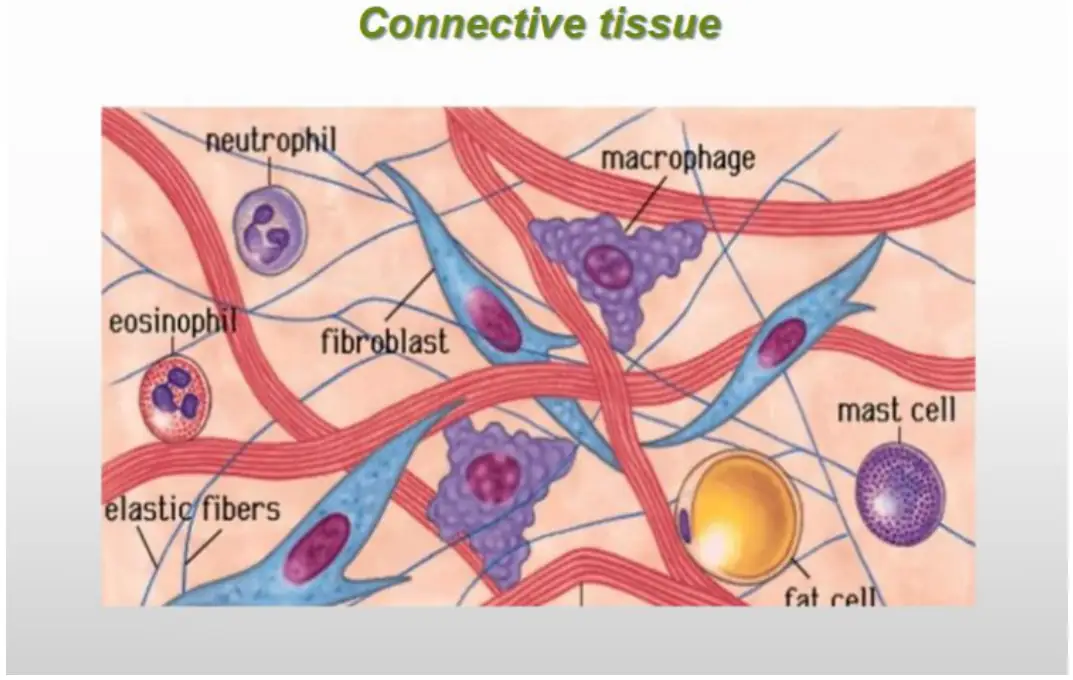 Connective tissue
neutrophil
macrophage
eosinophil
fibroblast
mast cell
elastic fibers
fat cell